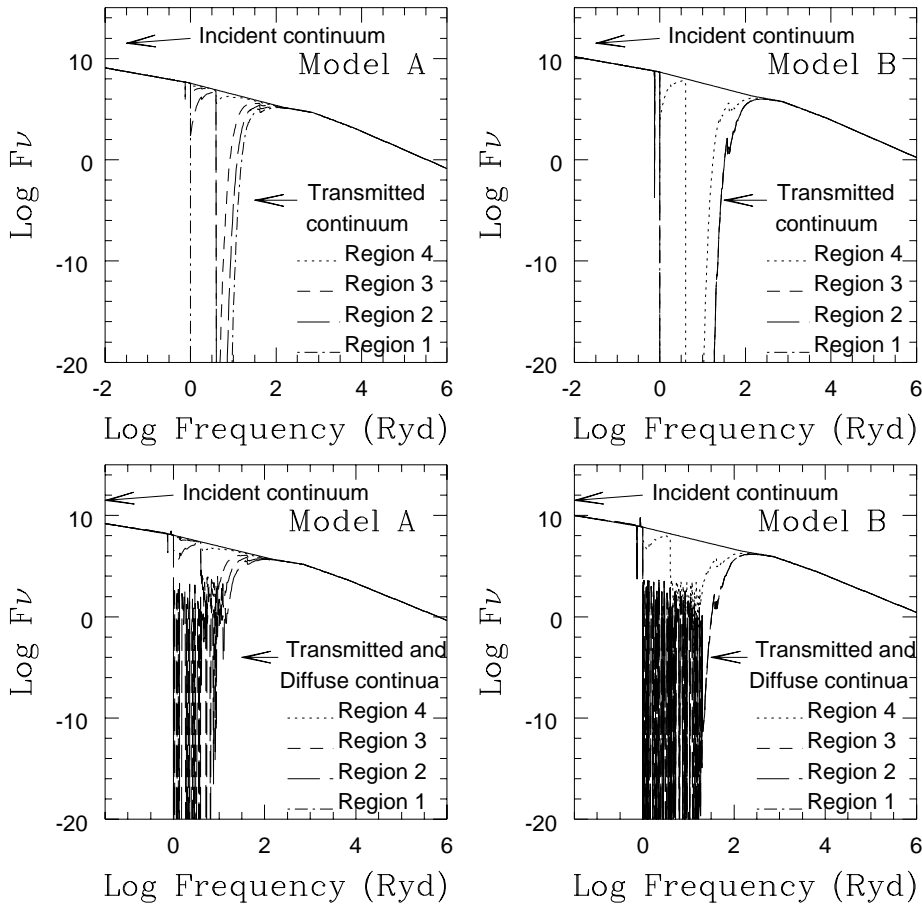 Incident continuum
Model A
Transmitted
continuum
Region 4
Region 3
Region 2
Region 1
10
0
-10
-20
-2
0
2
4
6
Log Fν
Log Frequency (Ryd)
Incident continuum
Model B
Transmitted
continuum
Region 4
Region 3
Region 2
Region 1
10
0
-10
-20
-2
0
2
4
6
Log Fν
Log Frequency (Ryd)
Incident continuum
Model A
Transmitted and
Diffuse continua
Region 4
Region 3
Region 2
Region 1
10
0
-10
-20
0
2
4
6
Log Fν
Log Frequency (Ryd)
Incident continuum
Model B
Transmitted and
Diffuse continua
Region 4
Region 3
Region 2
Region 1
10
0
-10
-20
0
2
4
6
Log Fν
Log Frequency (Ryd)